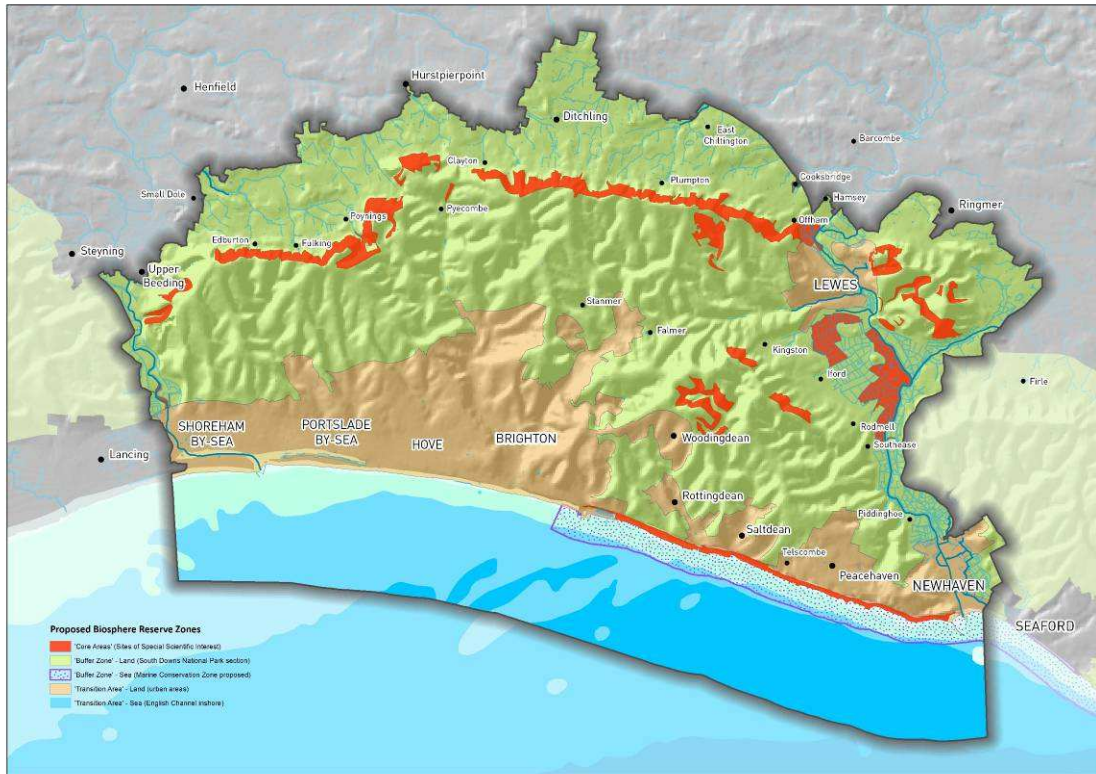 Hurstpierpoint
Henfield
Ditchling
East
Chiltington
Barcombe
Clayton
Plumpton
Cooksbridge
Small Dole
Hamsey
Ringmer
Pyecombe
Poynings
Offham
Edburton
Fulking
Steyning
Upper
Beeding
LEWES
Stanmer
Falmer
Kingston
Iford
Firle
SHOREHAM
BY-SEA
PORTSLADE
BY-SEA
HOVE
BRIGHTON
Woodingdean
Rodmell
Southease
Lancing
Rottingdean
Piddinghoe
Saltdean
Telscombe
Peacehaven
NEWHAVEN
SEAFORD
Proposed Biosphere Reserve Zones
'Core Areas' (Sites of Special Scientific Interest)
'Buffer Zone' - Land (South Downs National Park section)
'Buffer Zone' - Sea (Marine Conservation Zone proposed)
'Transition Area' - Land (urban areas)
'Transition Area' - Sea (English Channel inshore)